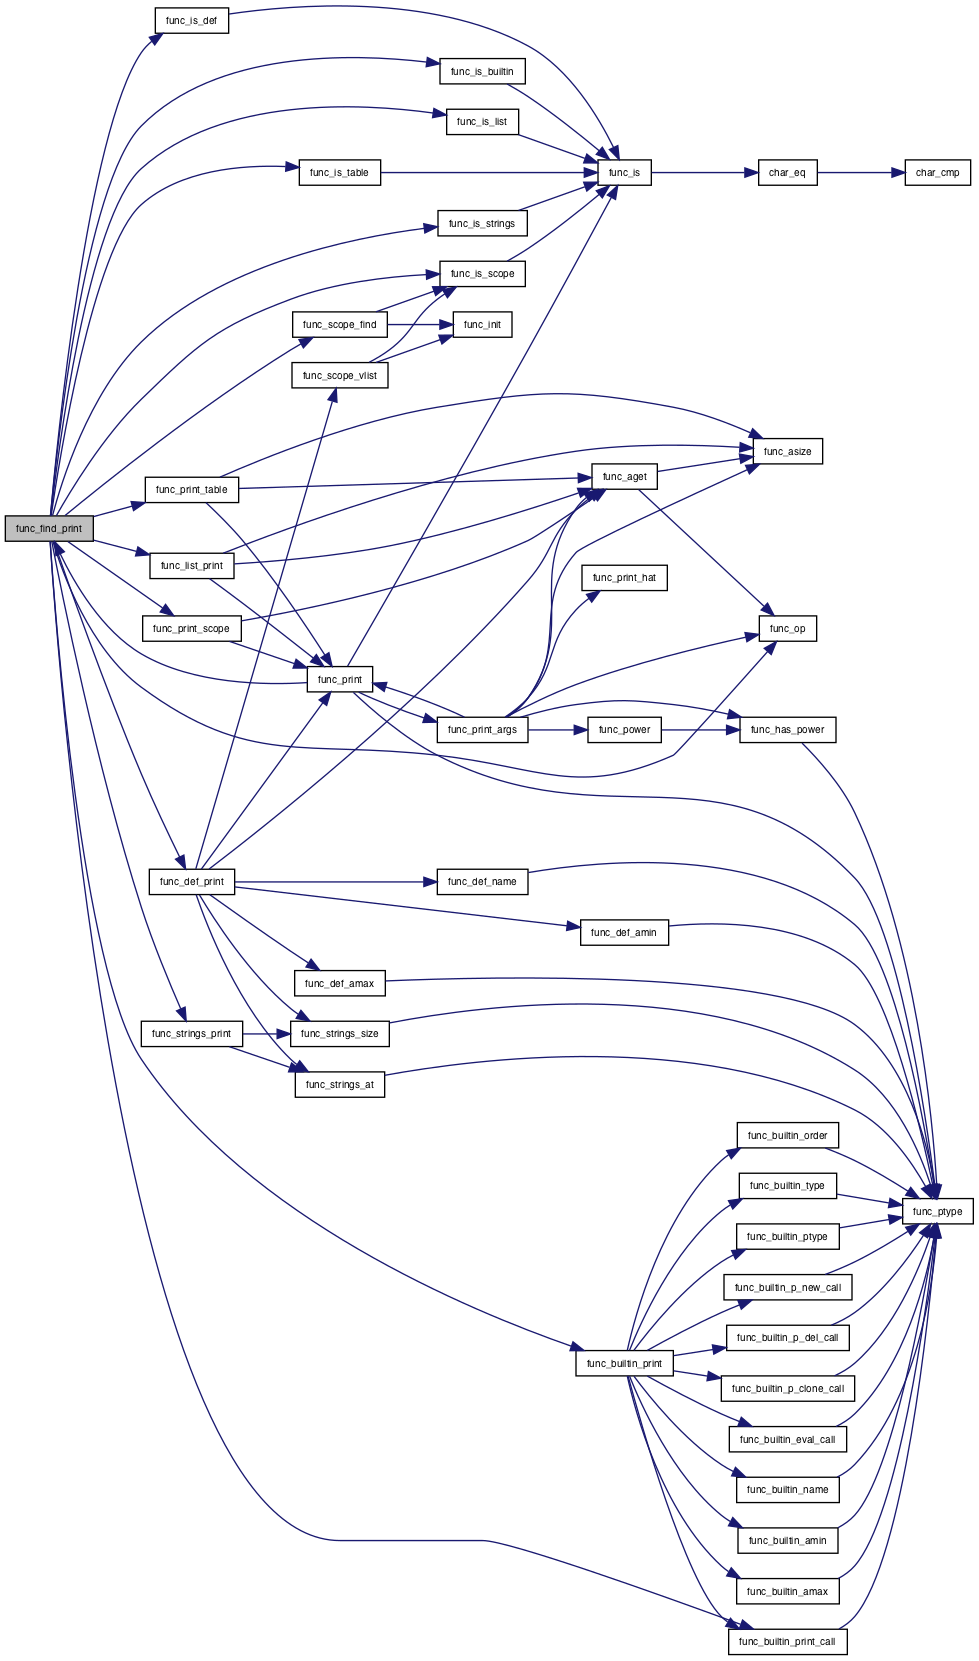 func_is_def
func_is_builtin
func_is_list
func_is_table
func_is
char_eq
char_cmp
func_is_strings
func_is_scope
func_scope_find
func_init
func_scope_vlist
func_asize
func_aget
func_print_table
func_find_print
func_list_print
func_print_hat
func_print_scope
func_op
func_print
func_print_args
func_power
func_has_power
func_def_print
func_def_name
func_def_amin
func_def_amax
func_strings_print
func_strings_size
func_strings_at
func_builtin_order
func_builtin_type
func_ptype
func_builtin_ptype
func_builtin_p_new_call
func_builtin_p_del_call
func_builtin_print
func_builtin_p_clone_call
func_builtin_eval_call
func_builtin_name
func_builtin_amin
func_builtin_amax
func_builtin_print_call